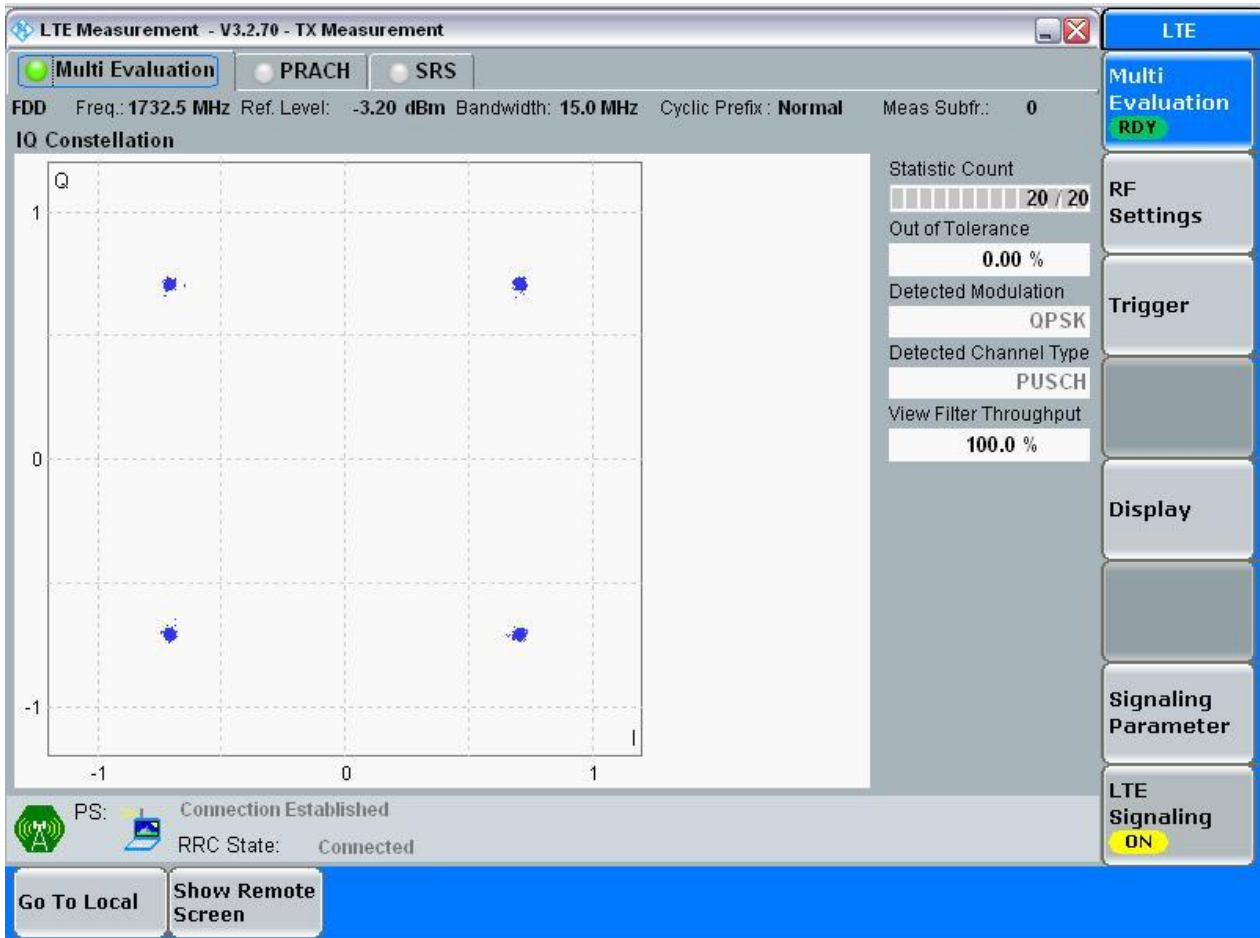 LTE Measurement - V3.2.70 - TX Measurement
LTE
Multi Evaluation PRACH SRS
Multi
Evaluation
RDY
FDD Freq.: 1732.5 MHz Ref. Level: -3.20 dBm Bandwidth: 15.0 MHz Cyclic Prefix : Normal Meas Subfr.: 0
IQ Constellation
Q
1
0
-1
I
-1 0 1
Statistic Count
20 / 20
Out of Tolerance
0.00 %
Detected Modulation
QPSK
Detected Channel Type
PUSCH
View Filter Throughput
100.0 %
RF
Settings
Trigger
Display
Signaling
Parameter
LTE
Signaling
ON
PS: Connection Established
RRC State: Connected
Go To Local
Show Remote
Screen